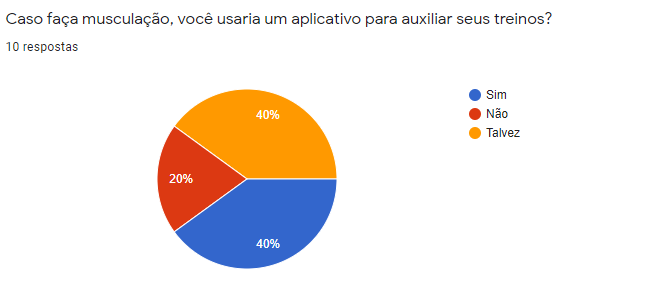 Caso faça musculação, você usaria um aplicativo para auxiliar seus treinos?
10 respostas
Sim
Não
Talvez
40%
20%
40%